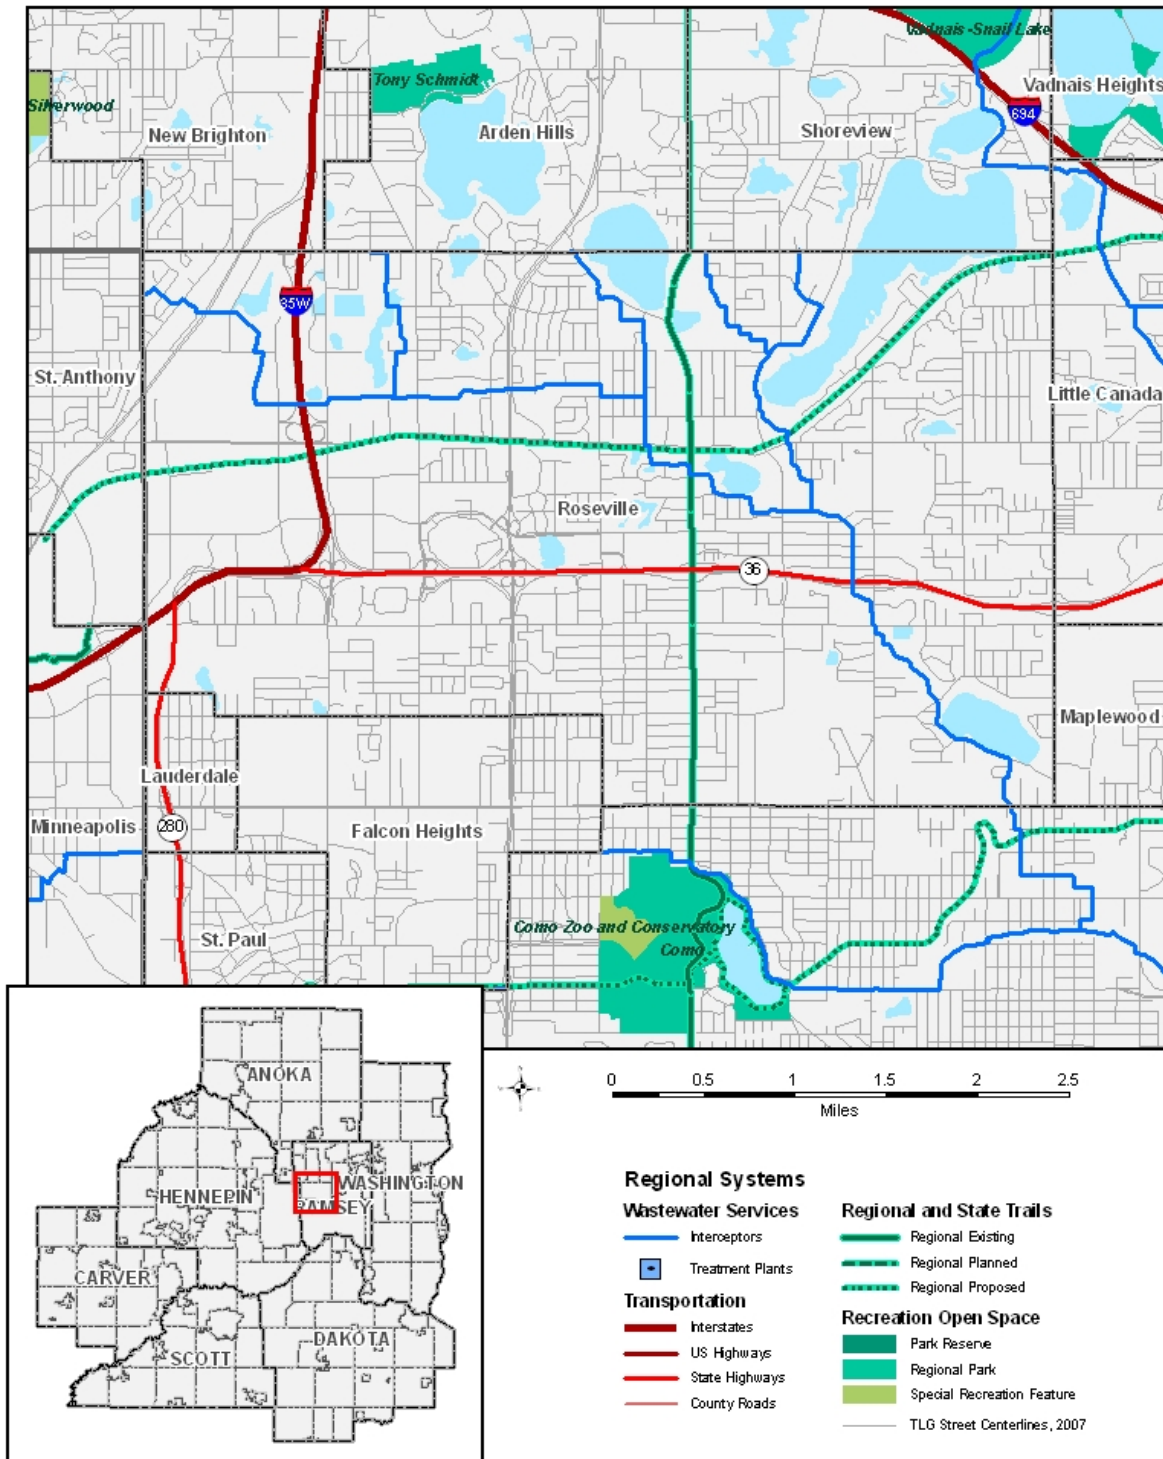 Vadnais-Snail Lake
Tony Schmidt
Vadnais Heights
Silverwood
694
New Brighton
Arden Hills
Shoreview
35W
St. Anthony
Little Canada
Roseville
36
Maplewood
Lauderdale
Minneapolis
280
Falcon Heights
Como Zoo and Conservatory
St. Paul
Como
ANOKA
WASHINGTON
HENNEPIN
RAMSEY
CARVER
DAKOTA
SCOTT
0 0.5 1 1.5 2 2.5
Miles
Regional Systems
Wastewater Services
Interceptors
Treatment Plants
Transportation
Interstates
US Highways
State Highways
County Roads
Regional and State Trails
Regional Existing
Regional Planned
Regional Proposed
Recreation Open Space
Park Reserve
Regional Park
Special Recreation Feature
TLG Street Centerlines, 2007